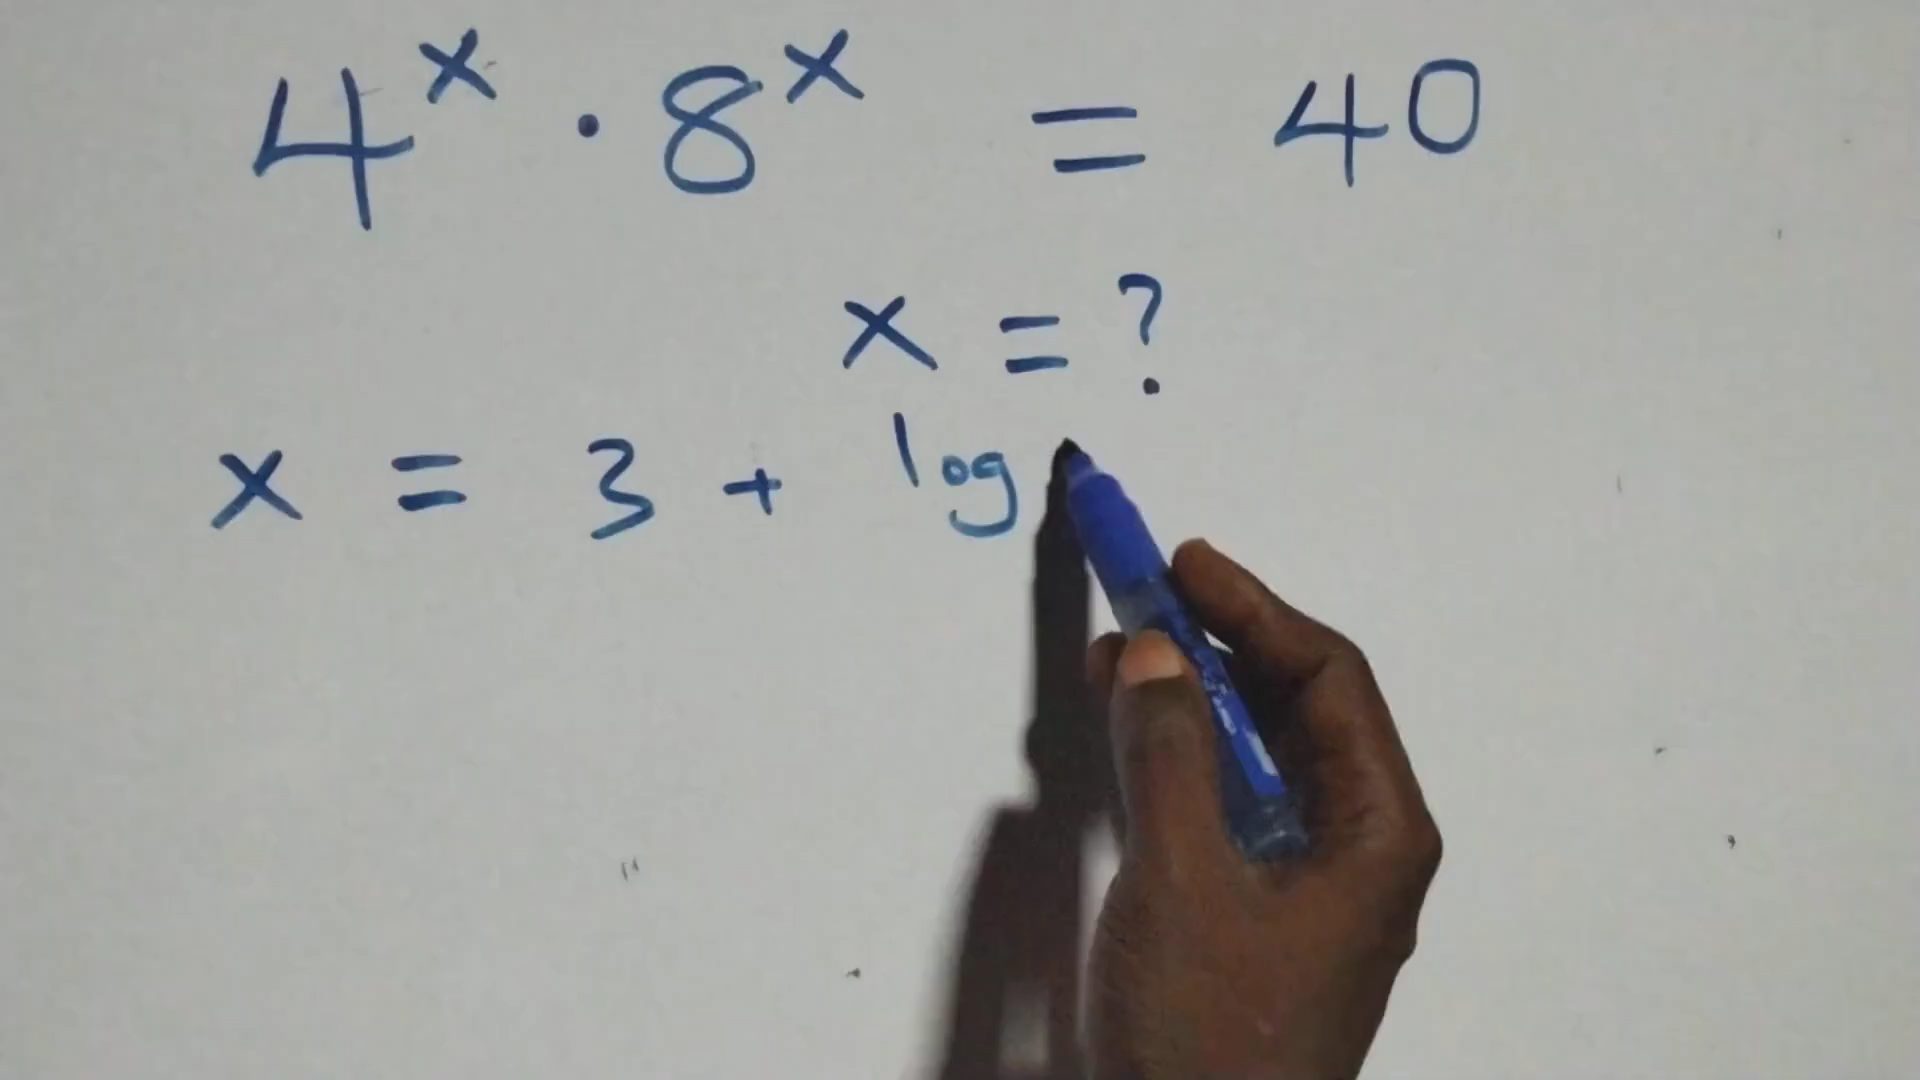 4^x · 8^x = 40
x = ?
x = 3 + log